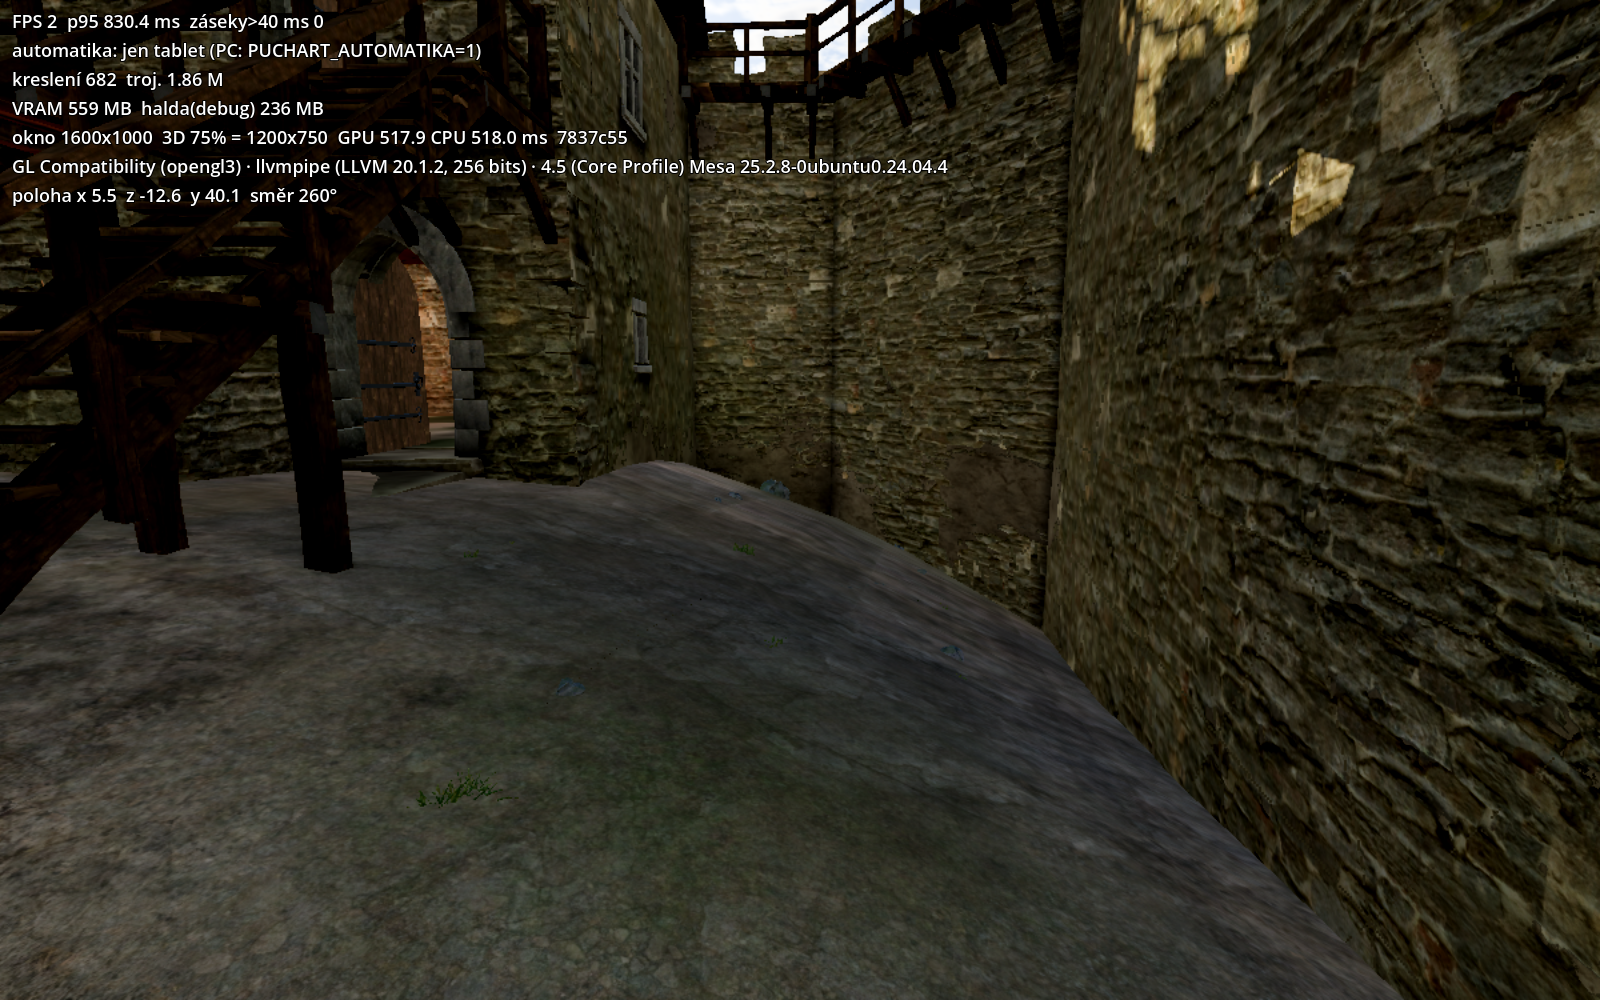 FPS 2  p95 830.4 ms  záseky>40 ms 0
automatika: jen tablet (PC: PUCHART_AUTOMATIKA=1)
kreslení 682  troj. 1.86 M
VRAM 559 MB  halda(debug) 236 MB
okno 1600x1000  3D 75% = 1200x750  GPU 517.9 CPU 518.0 ms  7837c55
GL Compatibility (opengl3) · llvmpipe (LLVM 20.1.2, 256 bits) · 4.5 (Core Profile) Mesa 25.2.8-0ubuntu0.24.04.4
poloha x 5.5  z -12.6  y 40.1  směr 260°